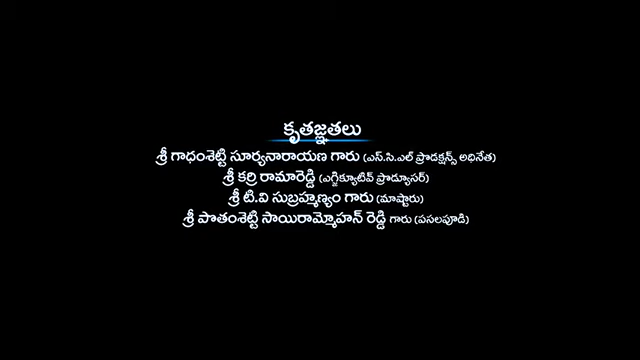 కృతజ్ఞతలు
శ్రీ గాధంశెట్టి సూర్యనారాయణ గారు (ఎస్.సి.ఎల్ ప్రొడక్షన్స్ అధినేత)
శ్రీ కర్రి రామారెడ్డి (ఎగ్జిక్యూటివ్ ప్రొడ్యూసర్)
శ్రీ టి.వి సుబ్రహ్మణ్యం గారు (మాష్టారు)
శ్రీ పొతంశెట్టి సాయిరామ్మోహన్ రెడ్డి గారు (పసలపూడి)